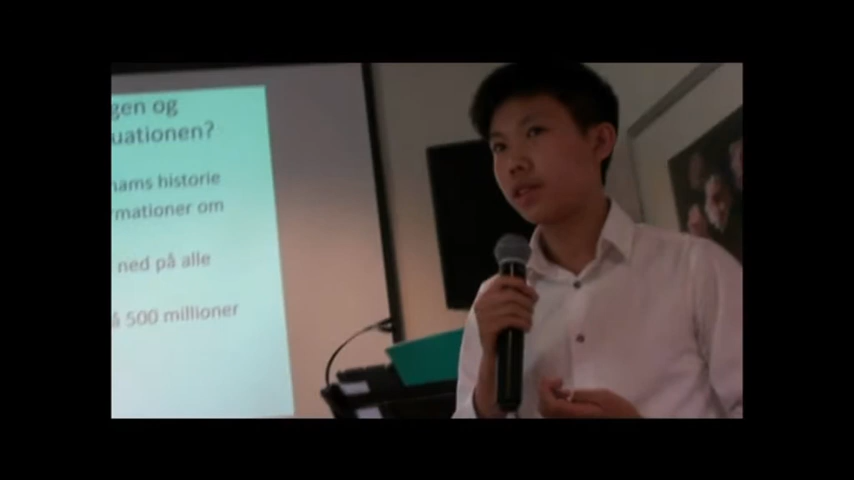 gen og
uationen?
nams historie
rmationer om
ned på alle
å 500 millioner